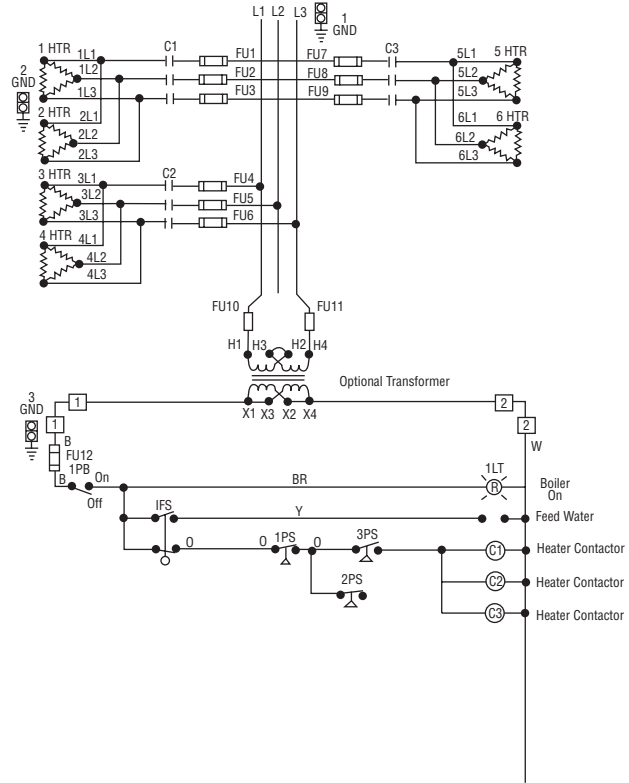 L1 L2 L3 1 GND
1 HTR 1L1 C1 FU1 FU7 C3 5L1 5 HTR
1L2 FU2 FU8 5L2
2 GND
1L3 FU3 FU9 5L3
2 HTR 2L1 6L1 6 HTR
2L2 6L2
2L3 6L3
3 HTR 3L1 C2 FU4
3L2 FU5
3L3 FU6
4 HTR 4L1
4L2
4L3
FU10 FU11
H1 H3 H2 H4
Optional Transformer
3 GND 1 2
X1 X3 X2 X4
1 2
B W
FU12
1PB
B On
Off
BR
1LT
R
Boiler
On
IFS Y Feed Water
O O 1PS O 3PS C1 Heater Contactor
2PS C2 Heater Contactor
C3 Heater Contactor